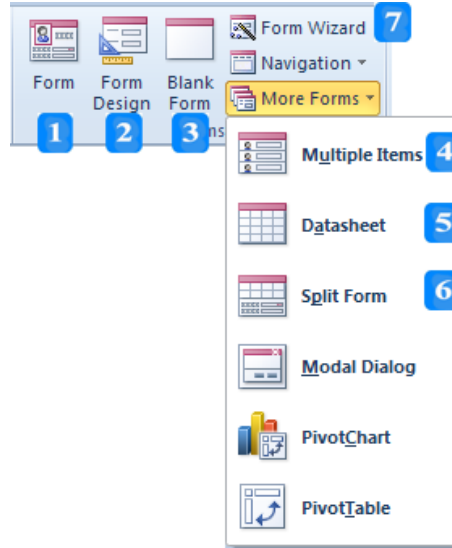 Form Wizard 7
Navigation
More Forms
Form
Form Design
Blank Form
1
2
3
ms
Multiple Items 4
Datasheet 5
Split Form 6
Modal Dialog
PivotChart
PivotTable